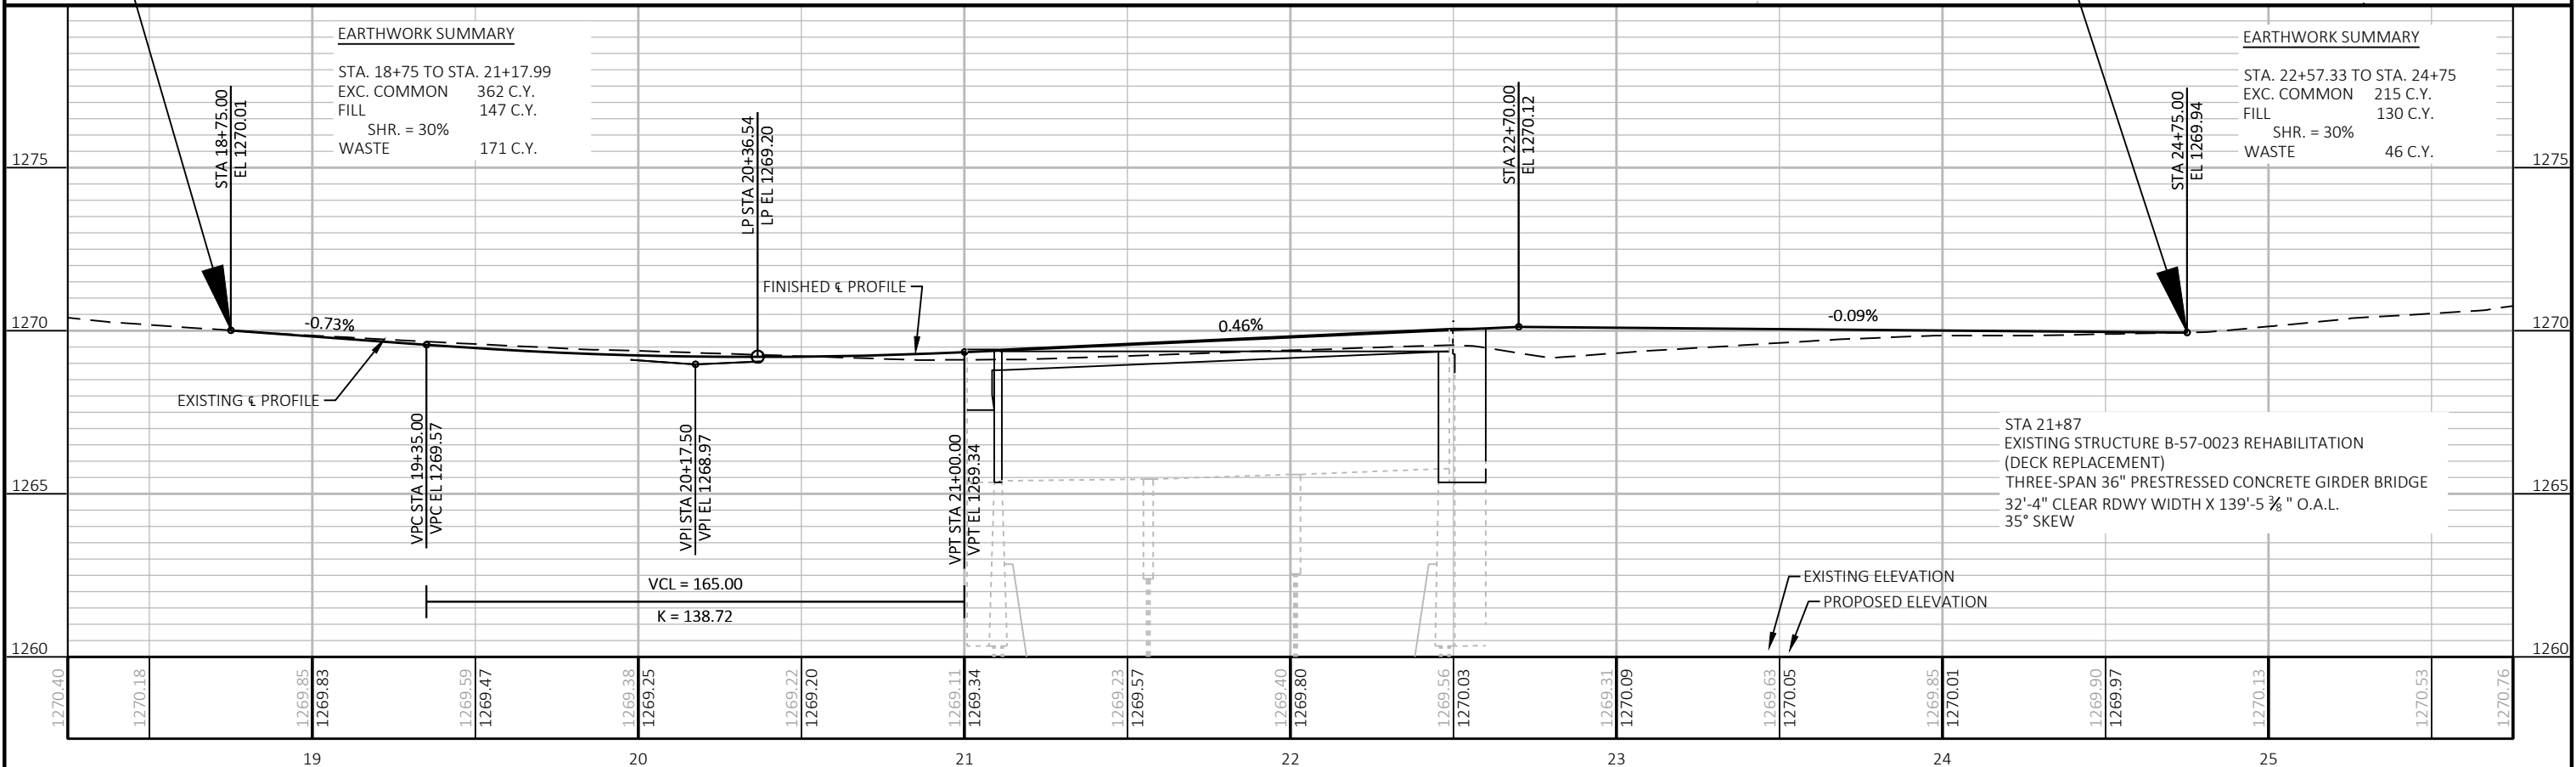 EARTHWORK SUMMARY
STA. 18+75 TO STA. 21+17.99
EXC. COMMON 362 C.Y.
FILL 147 C.Y.
SHR. = 30%
WASTE 171 C.Y.
EARTHWORK SUMMARY
STA. 22+57.33 TO STA. 24+75
EXC. COMMON 215 C.Y.
FILL 130 C.Y.
SHR. = 30%
WASTE 46 C.Y.
STA 18+75.00
EL 1270.01
LP STA 20+36.54
LP EL 1269.20
STA 22+70.00
EL 1270.12
STA 24+75.00
EL 1269.94
1275
1275
FINISHED ℄ PROFILE
1270
-0.73%
0.46%
-0.09%
1270
EXISTING ℄ PROFILE
VPC STA 19+35.00
VPC EL 1269.57
VPI STA 20+17.50
VPI EL 1268.97
VPT STA 21+00.00
VPT EL 1269.34
STA 21+87
EXISTING STRUCTURE B-57-0023 REHABILITATION
(DECK REPLACEMENT)
THREE-SPAN 36" PRESTRESSED CONCRETE GIRDER BRIDGE
32'-4" CLEAR RDWY WIDTH X 139'-5 ⅜ " O.A.L.
35° SKEW
1265
1265
VCL = 165.00
K = 138.72
EXISTING ELEVATION
PROPOSED ELEVATION
1260
1260
1270.40
1270.18
1269.85
1269.83
1269.59
1269.47
1269.38
1269.25
1269.22
1269.20
1269.11
1269.34
1269.23
1269.57
1269.40
1269.80
1269.56
1270.03
1269.31
1270.09
1269.63
1270.05
1269.85
1270.01
1269.90
1269.97
1270.13
1270.53
1270.76
19 20 21 22 23 24 25